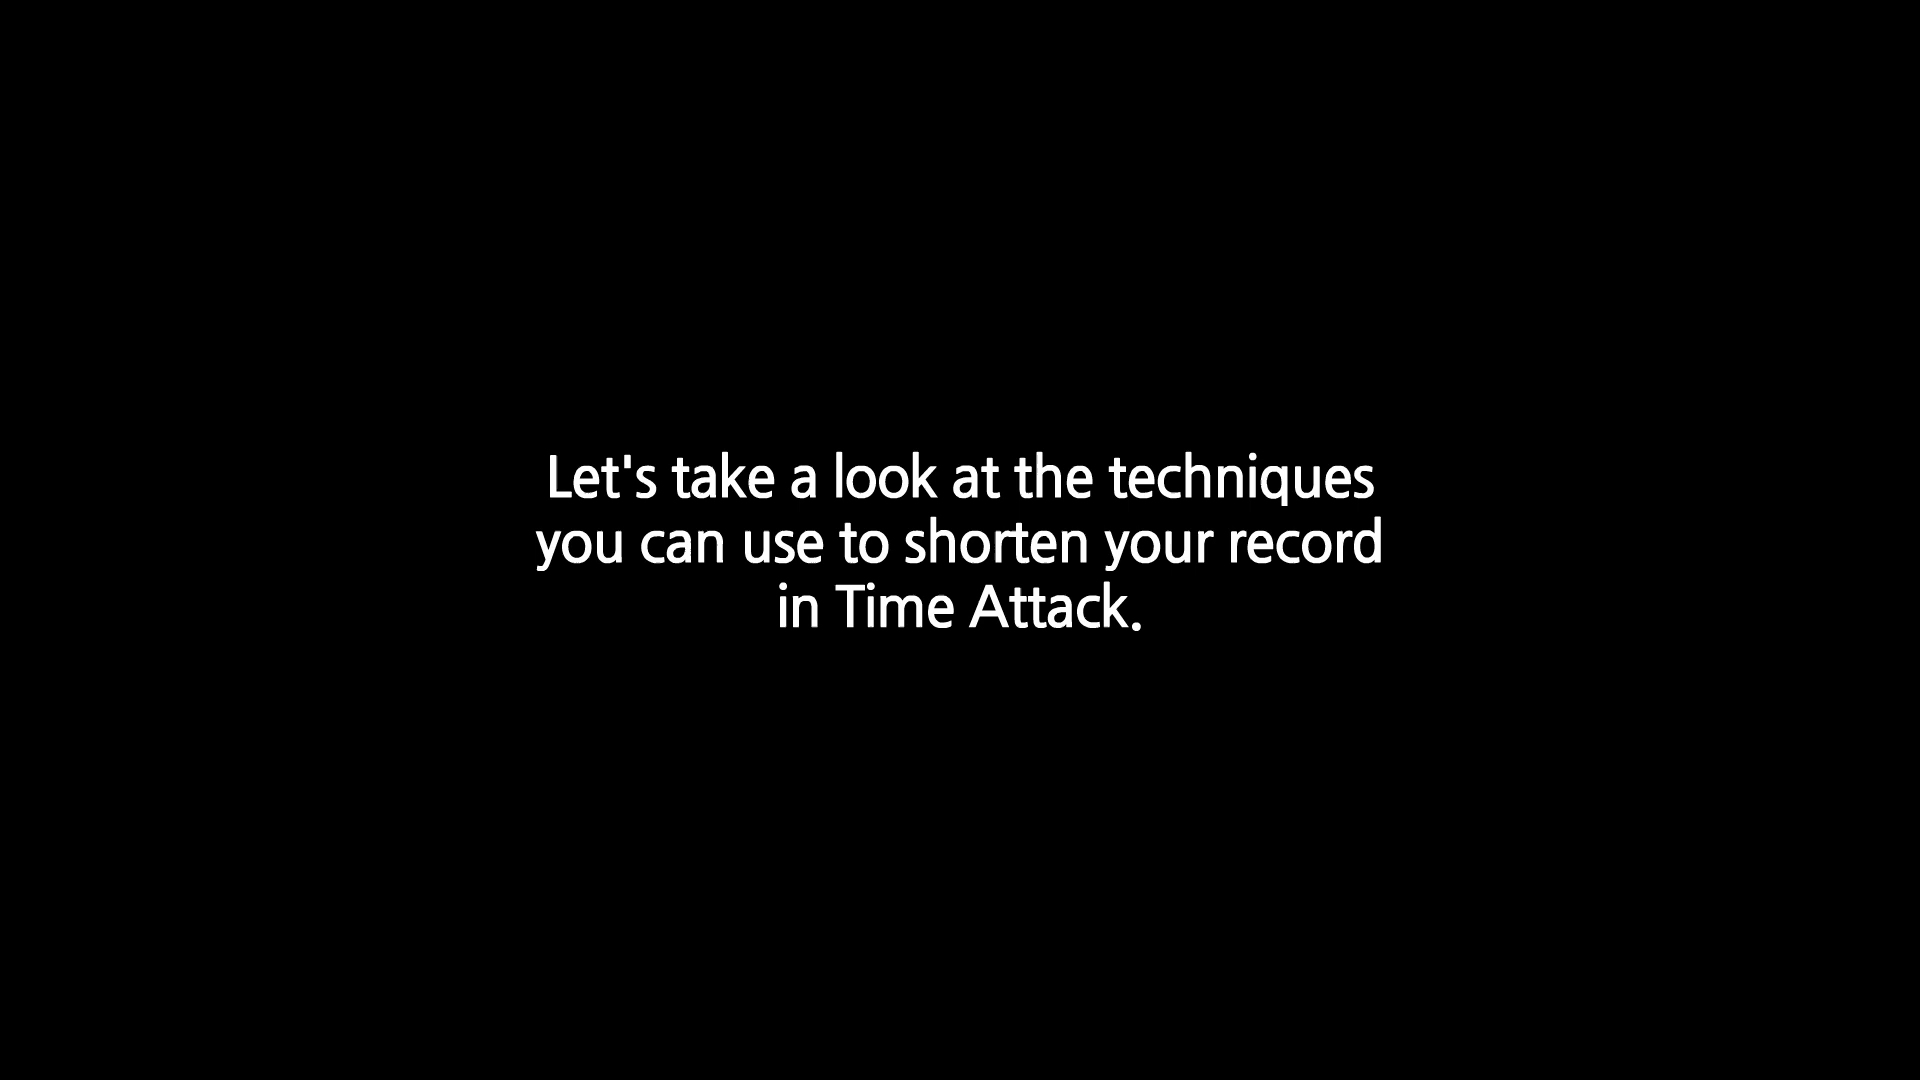 Let's take a look at the techniques
you can use to shorten your record
in Time Attack.